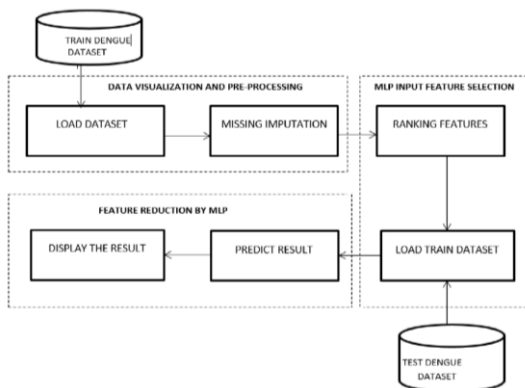 TRAIN DENGUE
DATASET
DATA VISUALIZATION AND PRE-PROCESSING
MLP INPUT FEATURE SELECTION
LOAD DATASET
MISSING IMPUTATION
RANKING FEATURES
FEATURE REDUCTION BY MLP
DISPLAY THE RESULT
PREDICT RESULT
LOAD TRAIN DATASET
TEST DENGUE
DATASET